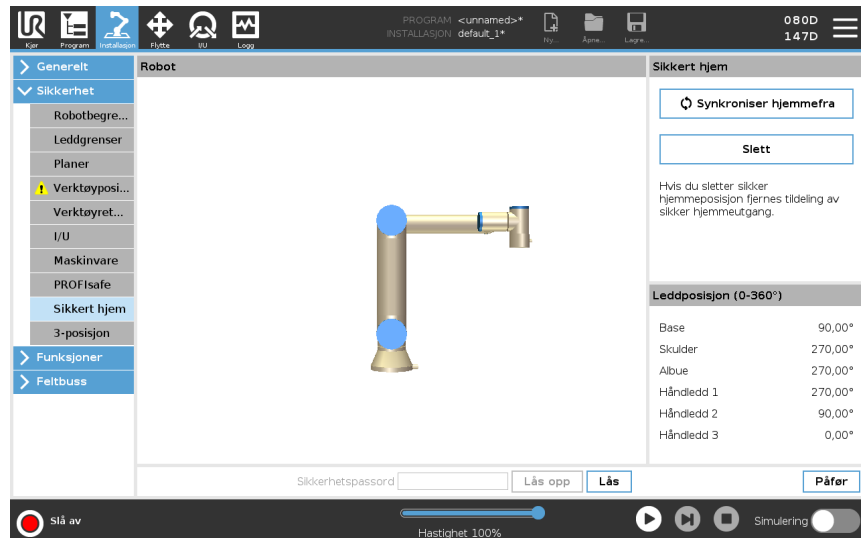 UR
Kjør
Program
Installasjon
Flytte
I/U
Logg
PROGRAM <unnamed>*
INSTALLASJON default_1*
Ny...
Åpne...
Lagre...
080D
147D
Generelt
Sikkerhet
Robotbegre...
Leddgrenser
Planer
Verktøyposi...
Verktøyret...
I/U
Maskinvare
PROFIsafe
Sikkert hjem
3-posisjon
Funksjoner
Feltbuss
Robot
Sikkert hjem
Synkroniser hjemmefra
Slett
Hvis du sletter sikker
hjemmeposisjon fjernes tildeling av
sikker hjemmeutgang.
Leddposisjon (0-360°)
Base 90,00°
Skulder 270,00°
Albue 270,00°
Håndledd 1 270,00°
Håndledd 2 90,00°
Håndledd 3 0,00°
Sikkerhetspassord
Lås opp
Lås
Påfør
Slå av
Hastighet 100%
Simulering